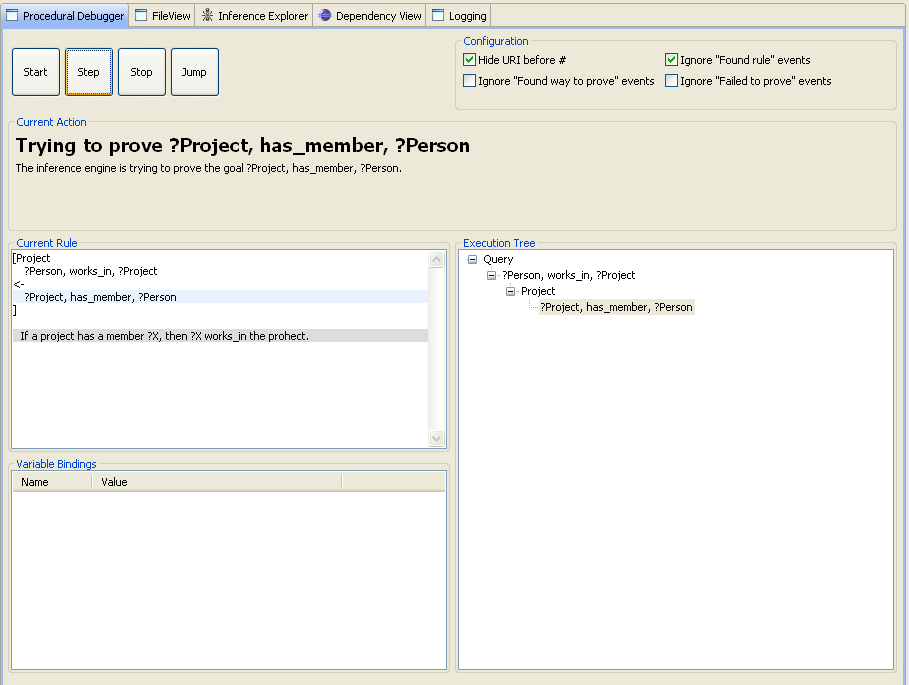 Procedural Debugger FileView Inference Explorer Dependency View Logging
Start Step Stop Jump
Configuration
Hide URI before # Ignore "Found rule" events
Ignore "Found way to prove" events Ignore "Failed to prove" events
Current Action
Trying to prove ?Project, has_member, ?Person
The inference engine is trying to prove the goal ?Project, has_member, ?Person.
Current Rule
[Project
?Person, works_in, ?Project
<-
?Project, has_member, ?Person
]
If a project has a member ?X, then ?X works_in the prohect.
Variable Bindings
Name Value
Execution Tree
Query
?Person, works_in, ?Project
Project
?Project, has_member, ?Person